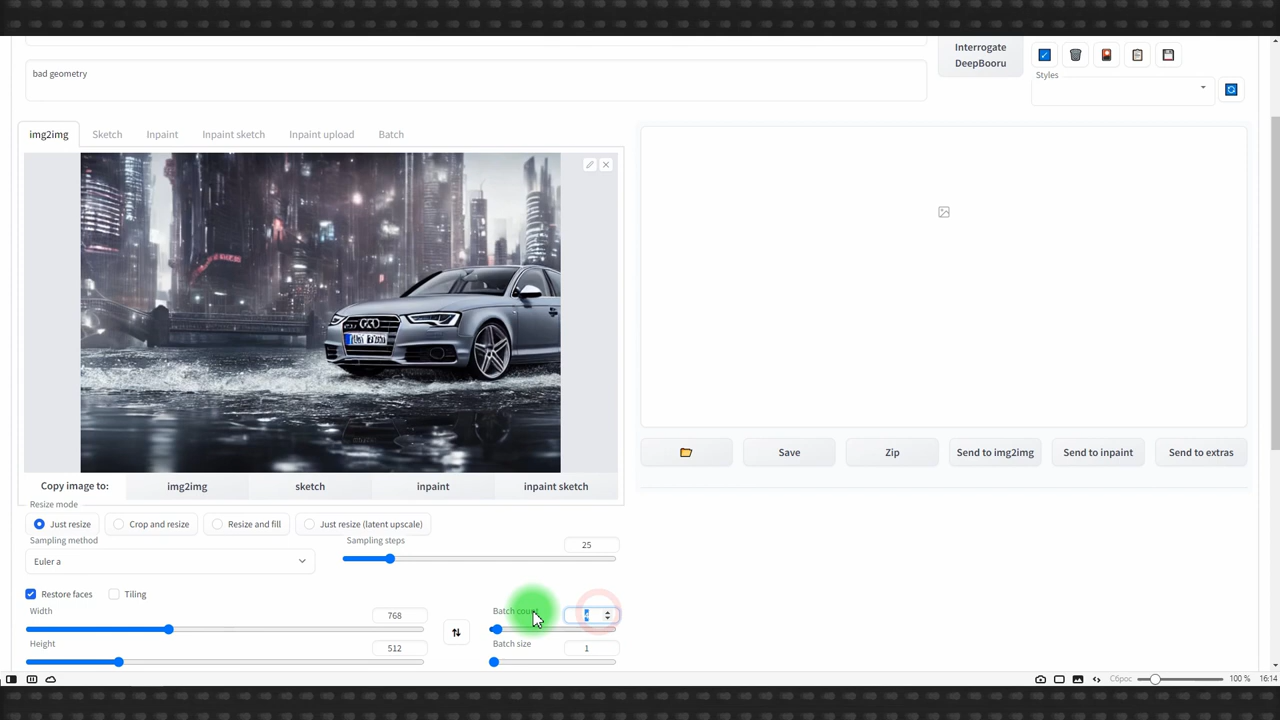 Interrogate
DeepBooru
Styles
bad geometry
img2img
Sketch
Inpaint
Inpaint sketch
Inpaint upload
Batch
Copy image to:
img2img
sketch
inpaint
inpaint sketch
Save
Zip
Send to img2img
Send to inpaint
Send to extras
Resize mode
Just resize
Crop and resize
Resize and fill
Just resize (latent upscale)
Sampling method
Euler a
Sampling steps
25
Restore faces
Tiling
Width
768
Batch count
Height
512
Batch size
1
Сброс
100 %
16:14